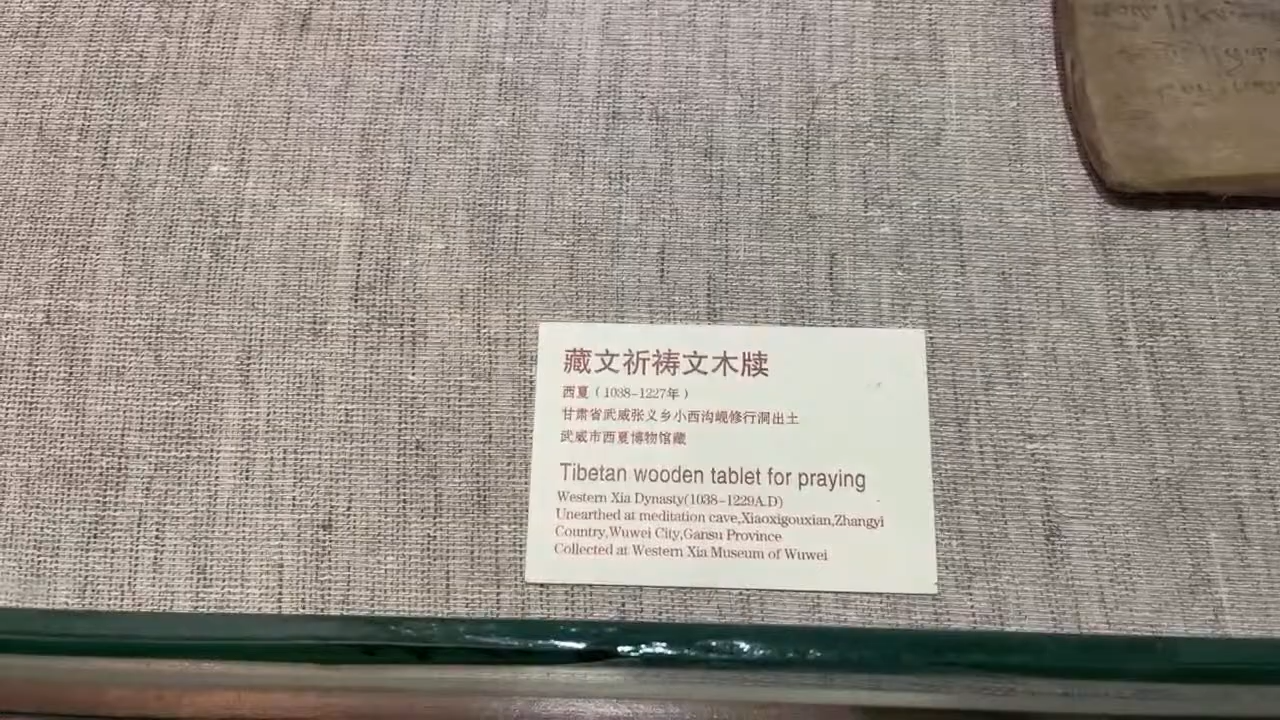 藏文祈祷文木牍
西夏（1038-1227年）
甘肃省武威张义乡小西沟岘修行洞出土
武威市西夏博物馆藏
Tibetan wooden tablet for praying
Western Xia Dynasty(1038-1229A.D)
Unearthed at meditation cave,Xiaoxigouxian,Zhangyi
Country,Wuwei City,Gansu Province
Collected at Western Xia Museum of Wuwei